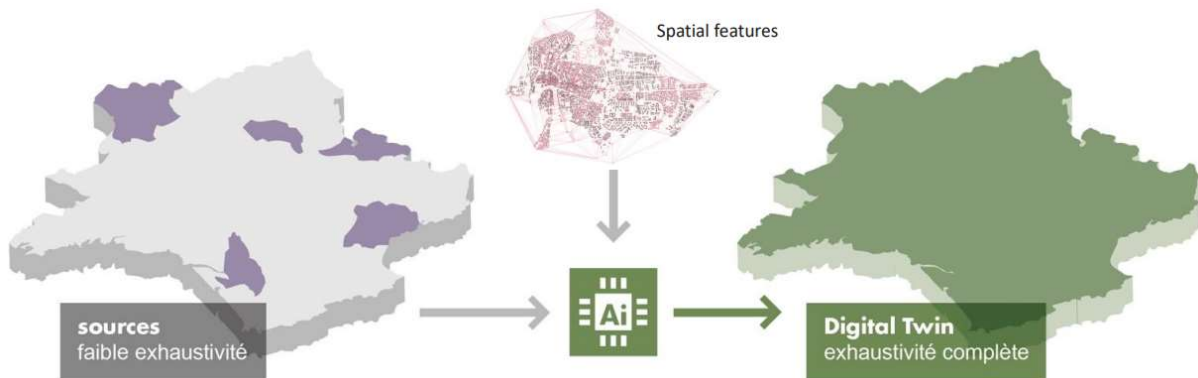 Spatial features
sources
faible exhaustivité
Ai
Digital Twin
exhaustivité complète